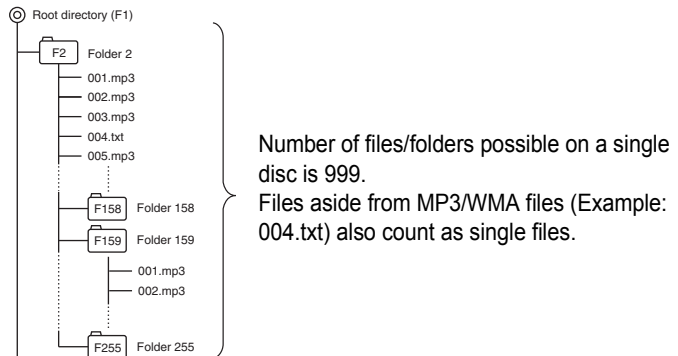 Root directory (F1)
F2 Folder 2
001.mp3
002.mp3
003.mp3
004.txt
005.mp3
F158 Folder 158
F159 Folder 159
001.mp3
002.mp3
F255 Folder 255
Number of files/folders possible on a single
disc is 999.
Files aside from MP3/WMA files (Example:
004.txt) also count as single files.